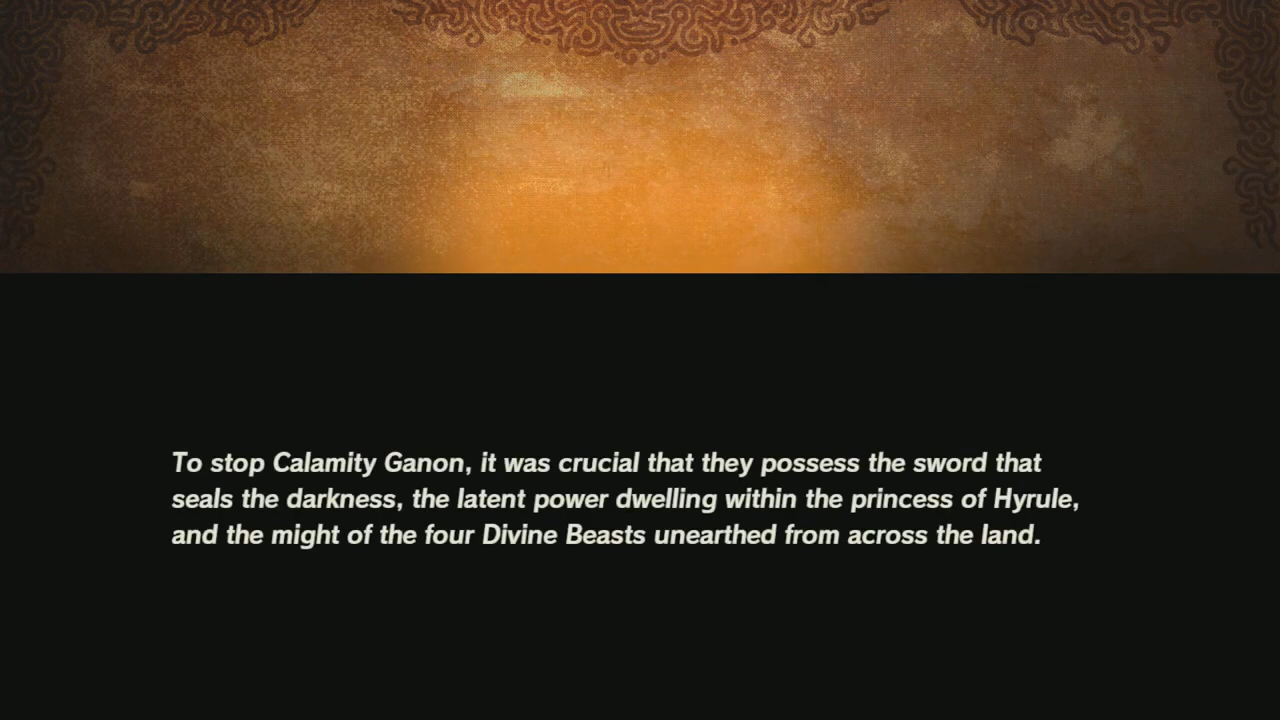 To stop Calamity Ganon, it was crucial that they possess the sword that
seals the darkness, the latent power dwelling within the princess of Hyrule,
and the might of the four Divine Beasts unearthed from across the land.